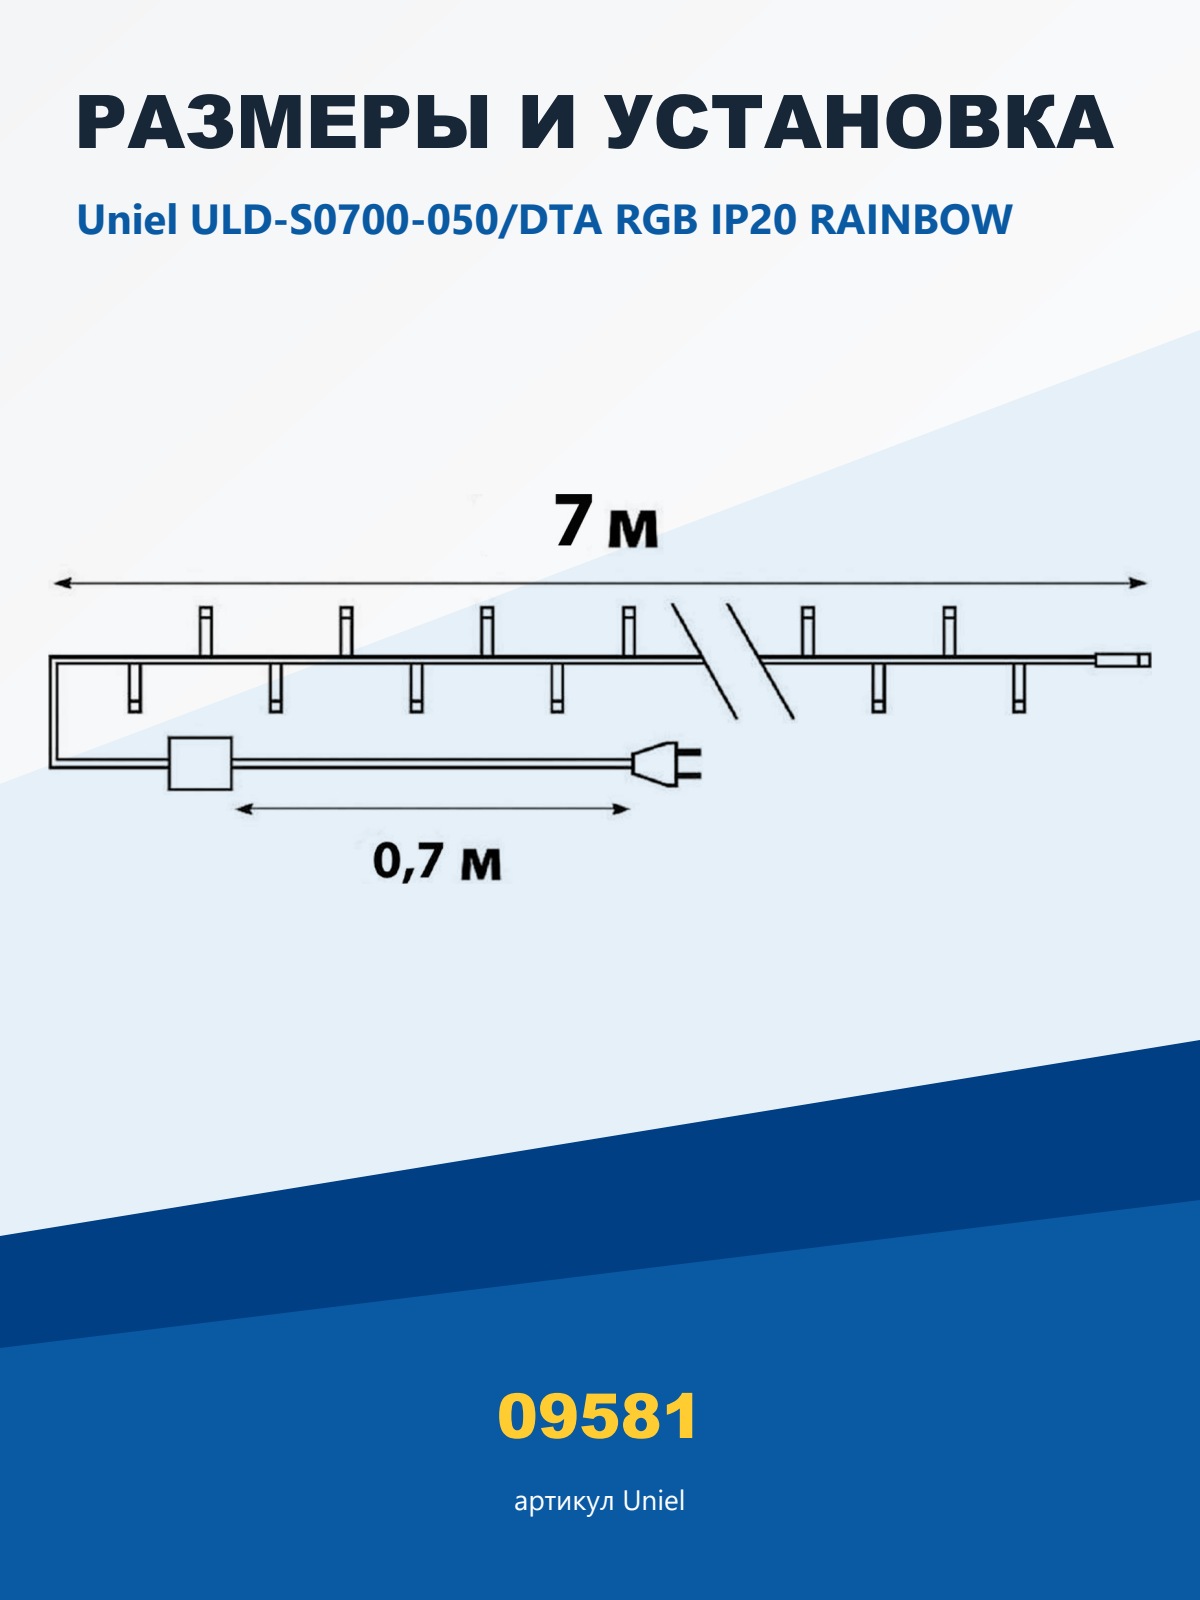 РАЗМЕРЫ И УСТАНОВКА
Uniel ULD-S0700-050/DTA RGB IP20 RAINBOW
7 м
0,7 м
09581
артикул Uniel